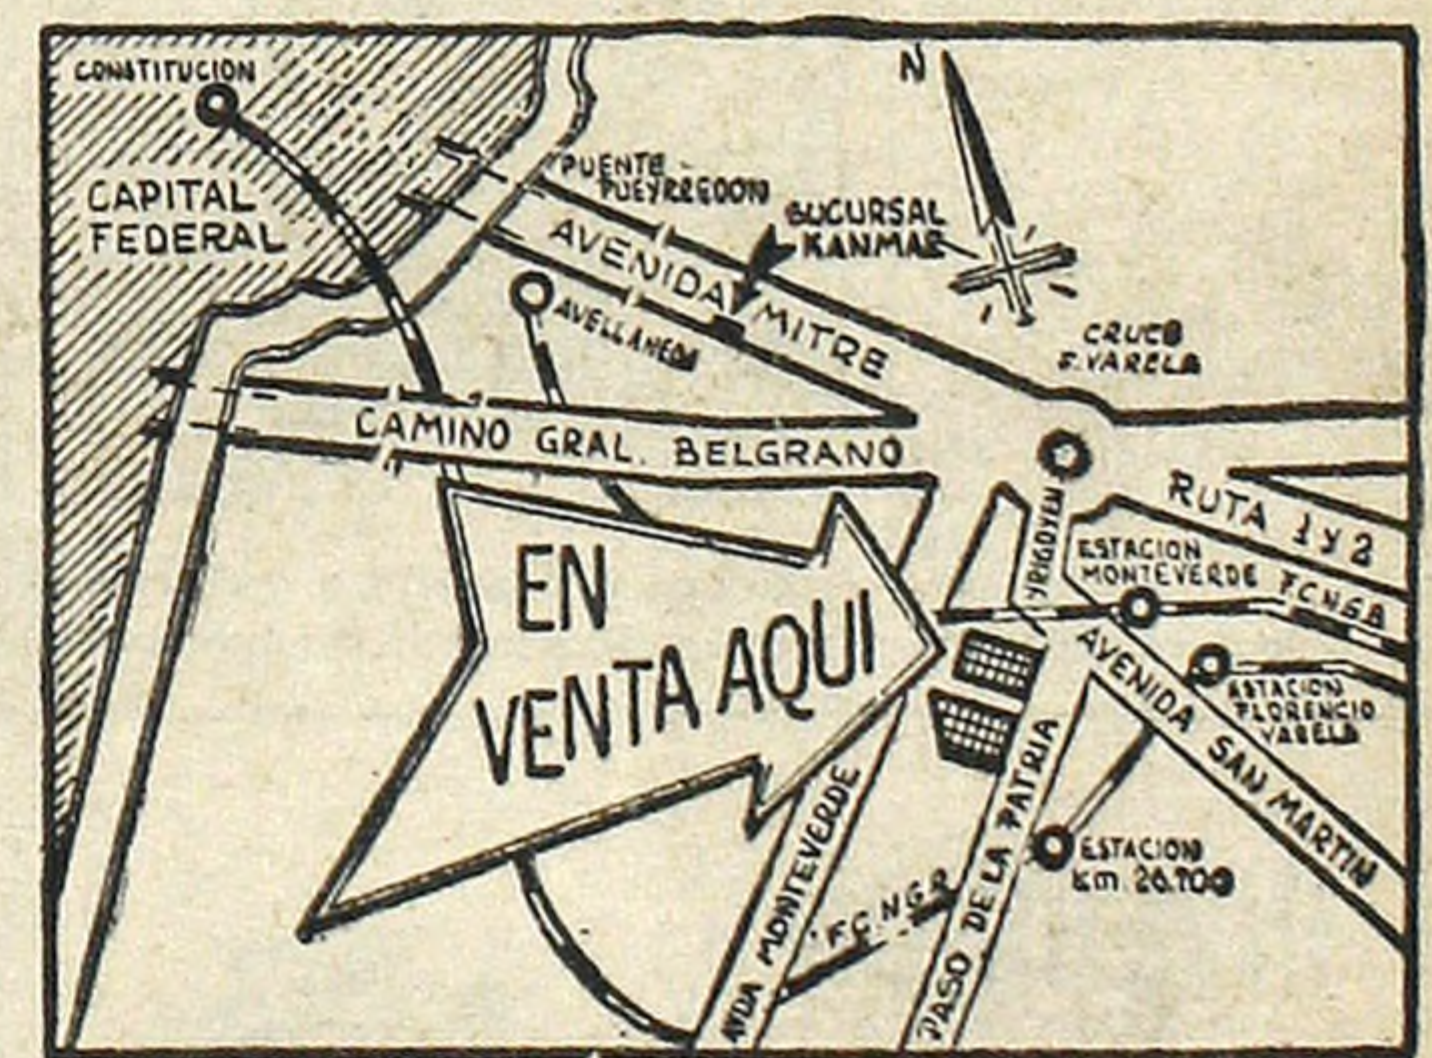 CONSTITUCION
N
CAPITAL
FEDERAL
PUENTE
PUEYRREDON
SUCURSAL
KANMAR
AVENIDA MITRE
AVELLANEDA
CRUCE
F. VARELA
CAMINO GRAL. BELGRANO
RUTA 1 y 2
YRIGOYEN
ESTACION
MONTEVERDE
F.C.N.G.B
EN
VENTA AQUI
AVENIDA SAN MARTIN
ESTACION
FLORENCIO
VARELA
AVDA MONTEVERDE
PASO DE LA PATRIA
ESTACION
Km. 26.700
F.C.N.G.R.